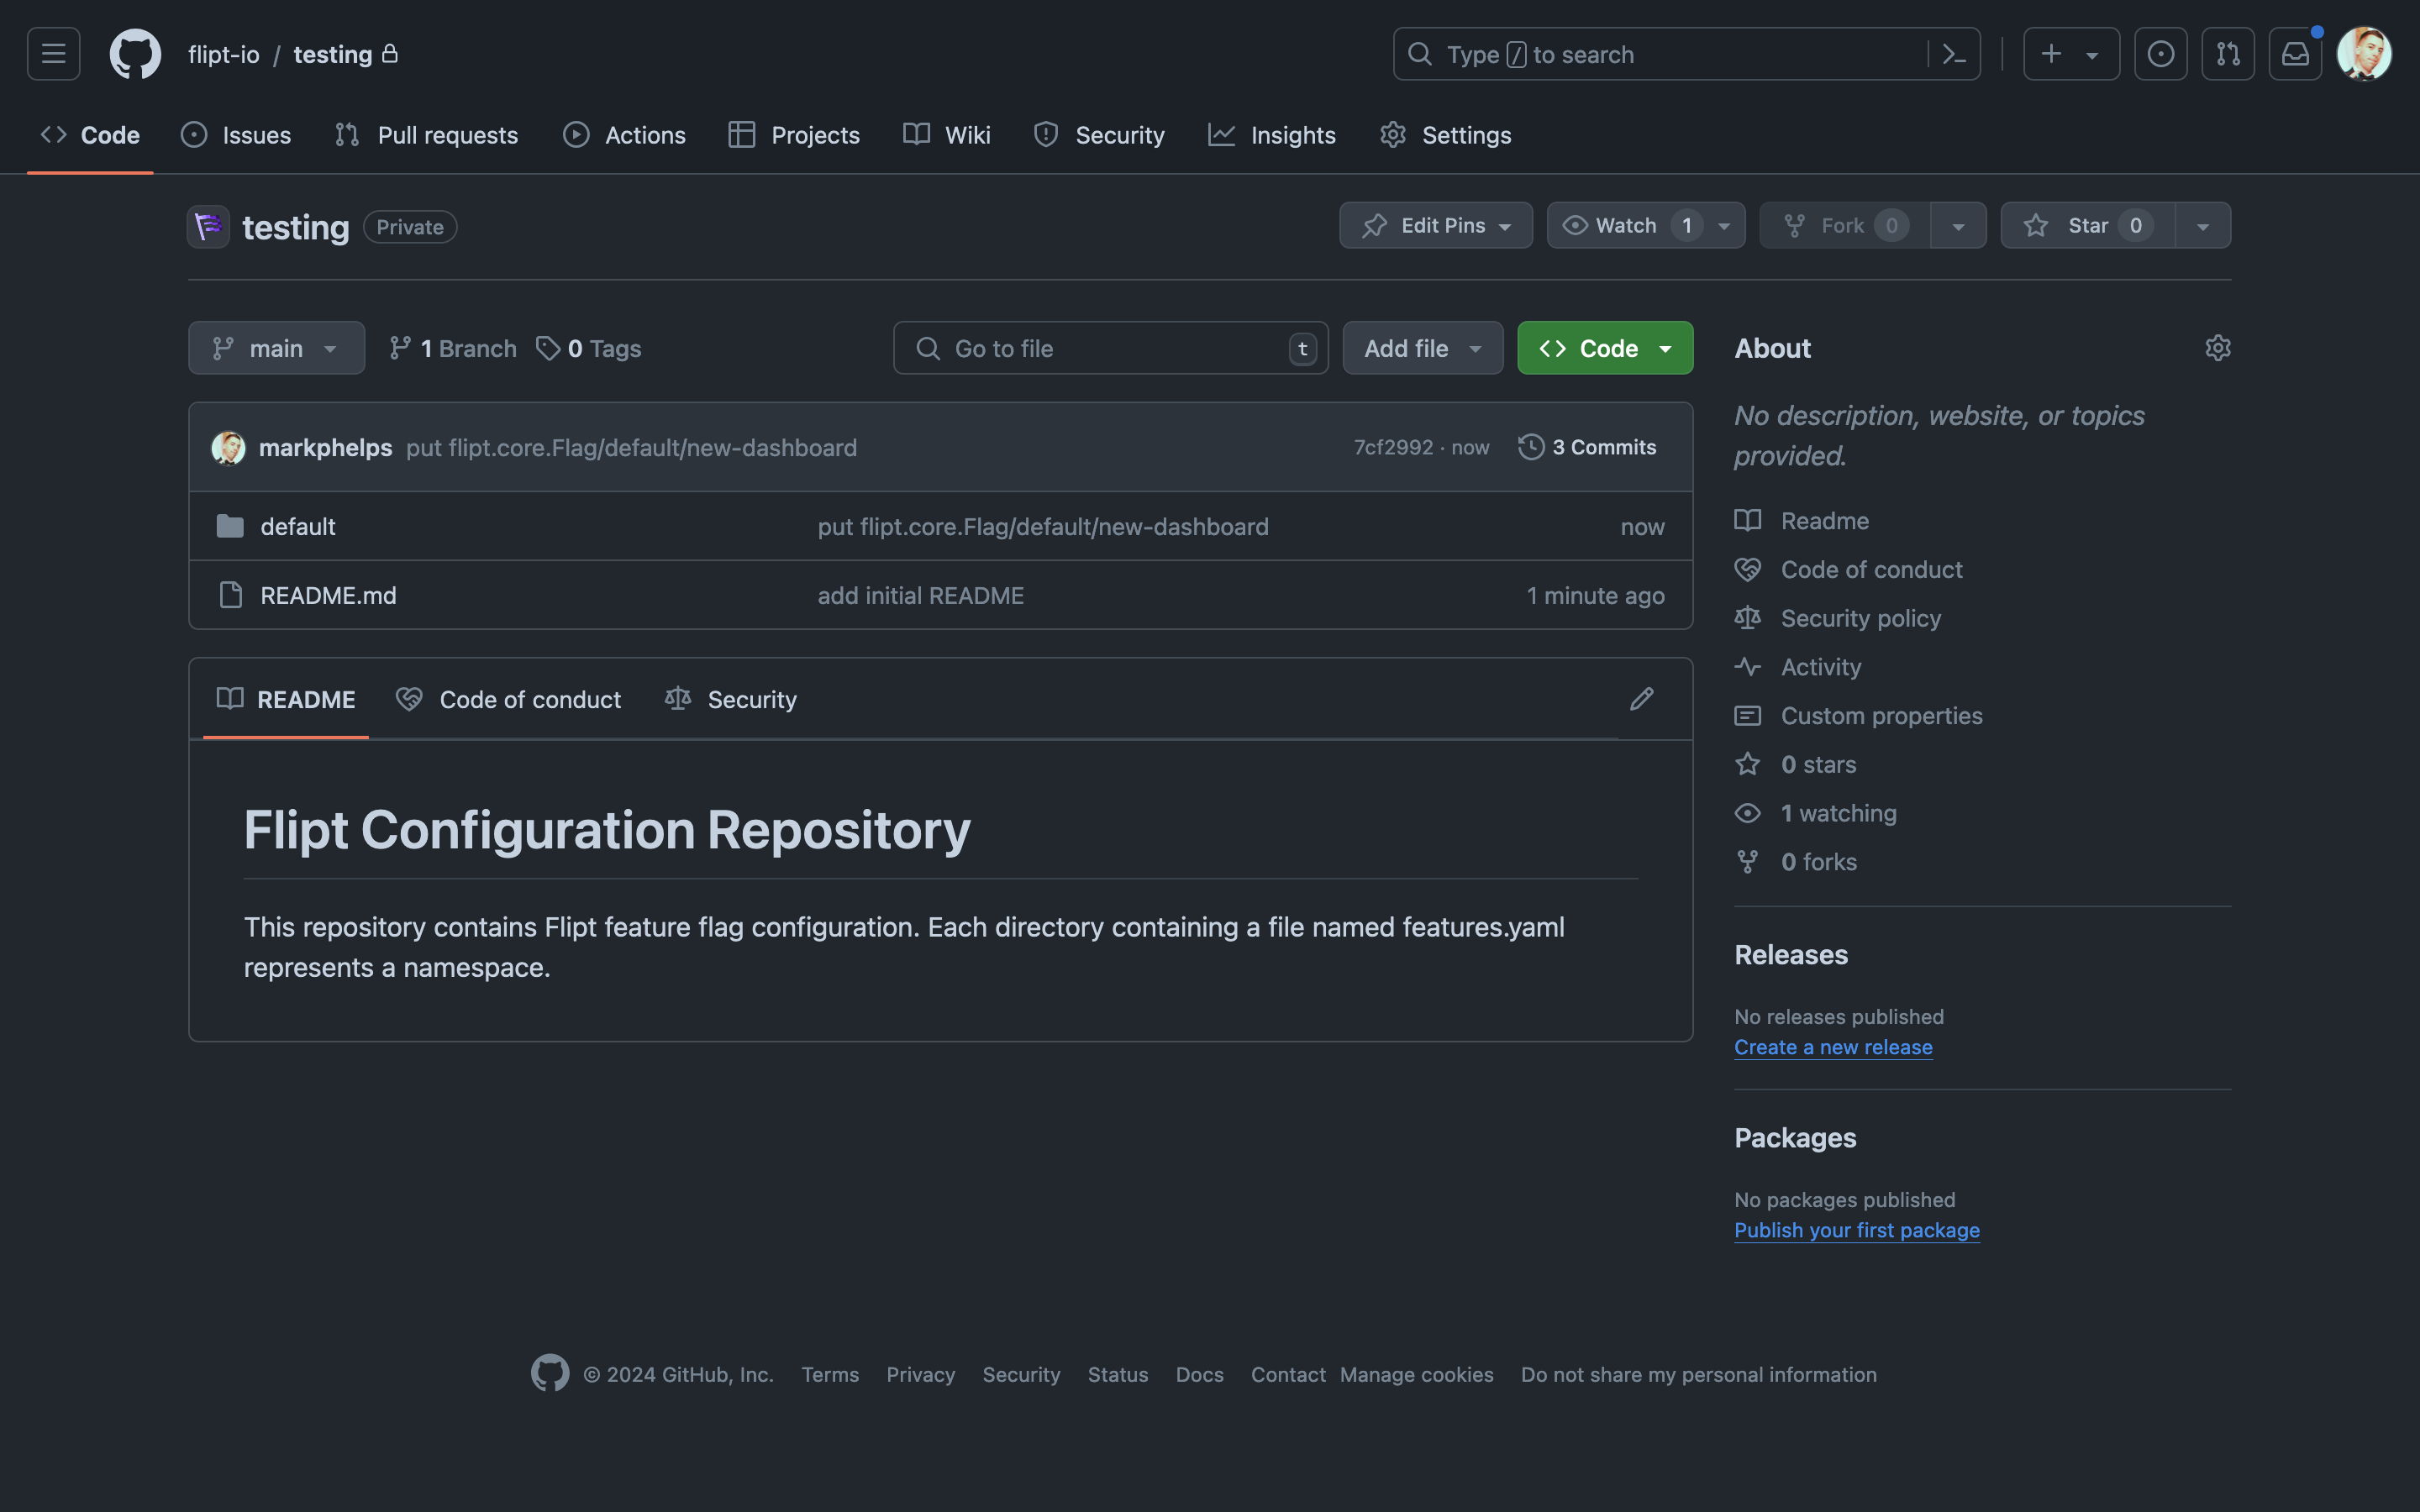 flipt-io / testing
Type / to search
Code Issues Pull requests Actions Projects Wiki Security Insights Settings
testing Private
Edit Pins Watch 1 Fork 0 Star 0
main 1 Branch 0 Tags
Go to file t
Add file
Code
markphelps put flipt.core.Flag/default/new-dashboard 7cf2992 · now 3 Commits
default put flipt.core.Flag/default/new-dashboard now
README.md add initial README 1 minute ago
README Code of conduct Security
Flipt Configuration Repository
This repository contains Flipt feature flag configuration. Each directory containing a file named features.yaml
represents a namespace.
About
No description, website, or topics
provided.
Readme
Code of conduct
Security policy
Activity
Custom properties
0 stars
1 watching
0 forks
Releases
No releases published
Create a new release
Packages
No packages published
Publish your first package
© 2024 GitHub, Inc. Terms Privacy Security Status Docs Contact Manage cookies Do not share my personal information